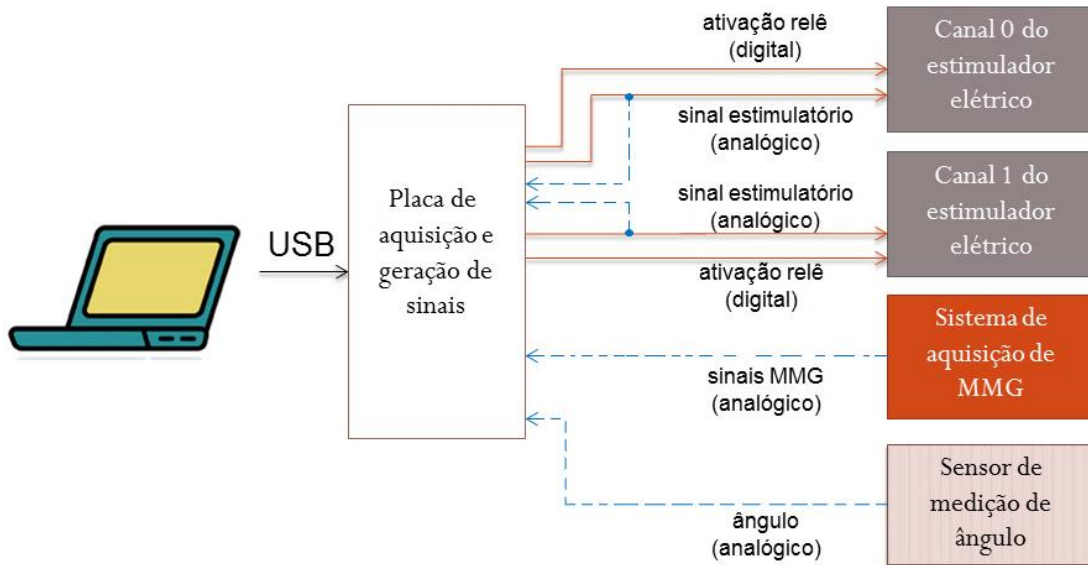 USB
Placa de
aquisição e
geração de
sinais
ativação relê
(digital)
sinal estimulatório
(analógico)
sinal estimulatório
(analógico)
ativação relê
(digital)
sinais MMG
(analógico)
ângulo
(analógico)
Canal 0 do
estimulador
elétrico
Canal 1 do
estimulador
elétrico
Sistema de
aquisição de
MMG
Sensor de
medição de
ângulo